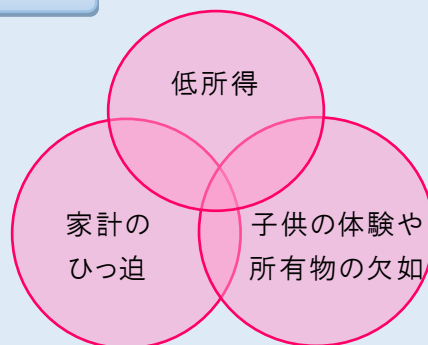 低所得
家計の
ひっ迫
子供の体験や
所有物の欠如